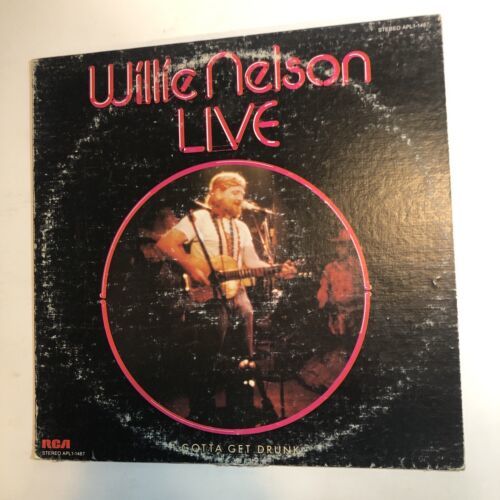 STEREO APL1-1487
Willie Nelson
LIVE
I GOTTA GET DRUNK
RCA
STEREO APL1-1487